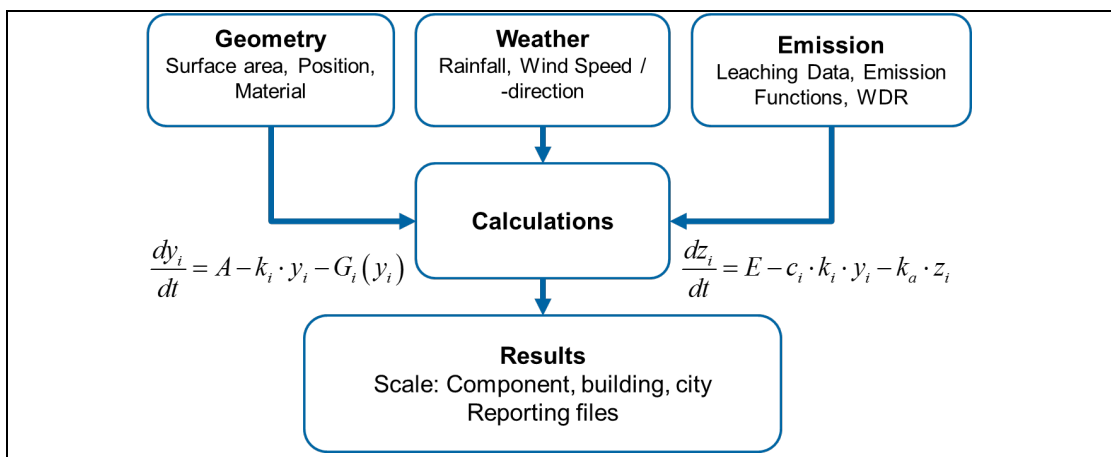 Geometry
Surface area, Position,
Material
Weather
Rainfall, Wind Speed /
-direction
Emission
Leaching Data, Emission
Functions, WDR
Calculations
dy_i/dt = A − k_i · y_i − G_i(y_i)
dz_i/dt = E − c_i · k_i · y_i − k_a · z_i
Results
Scale: Component, building, city
Reporting files